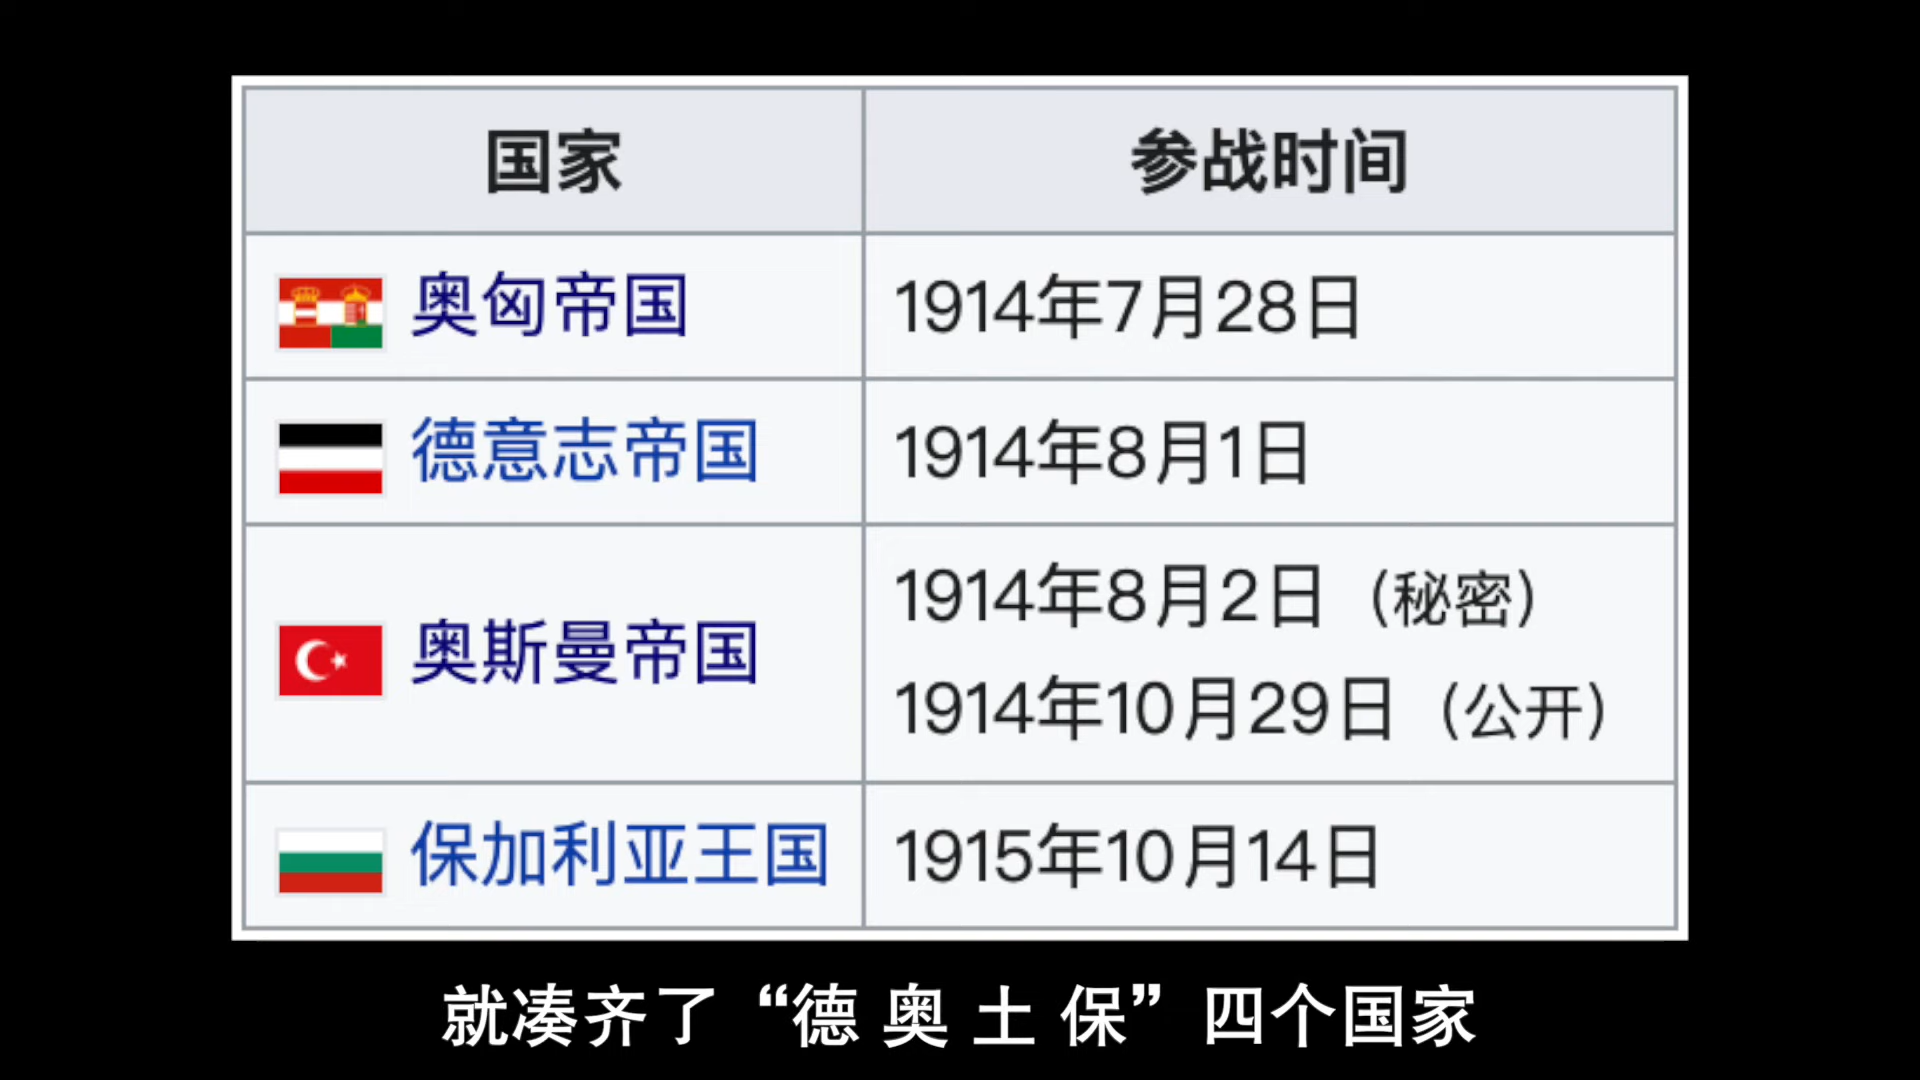 国家 参战时间
奥匈帝国 1914年7月28日
德意志帝国 1914年8月1日
奥斯曼帝国 1914年8月2日（秘密）
1914年10月29日（公开）
保加利亚王国 1915年10月14日
就凑齐了“德 奥 土 保”四个国家